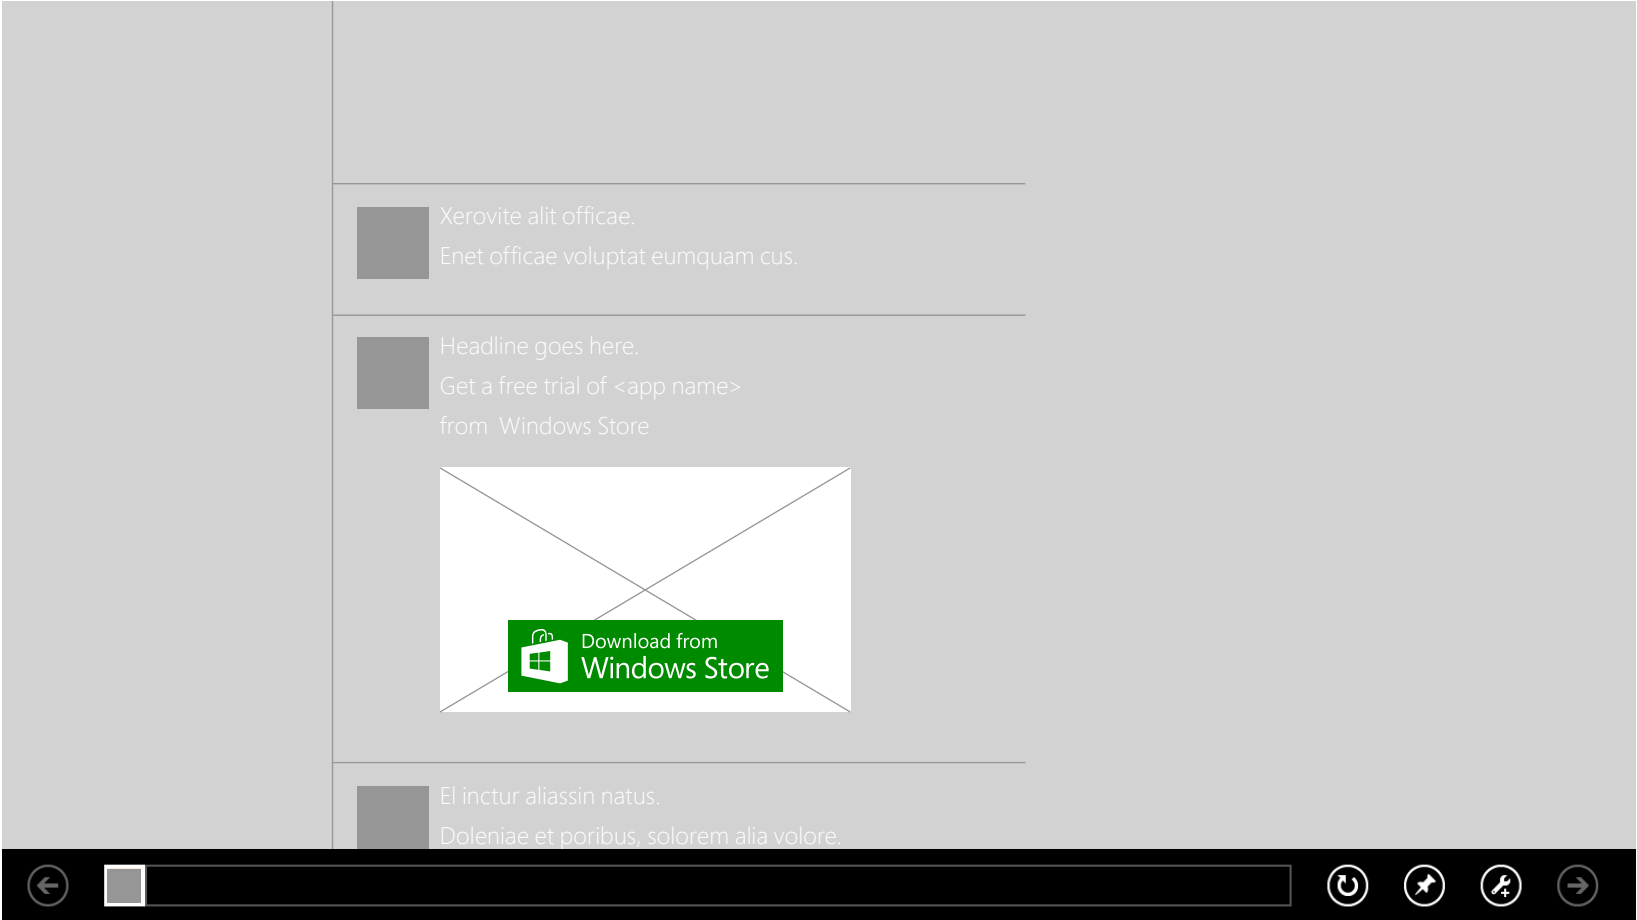 Xerovite alit officae.
Enet officae voluptat eumquam cus.
Headline goes here.
Get a free trial of <app name>
from  Windows Store
Download from
Windows Store
El inctur aliassin natus.
Doleniae et poribus, solorem alia volore.